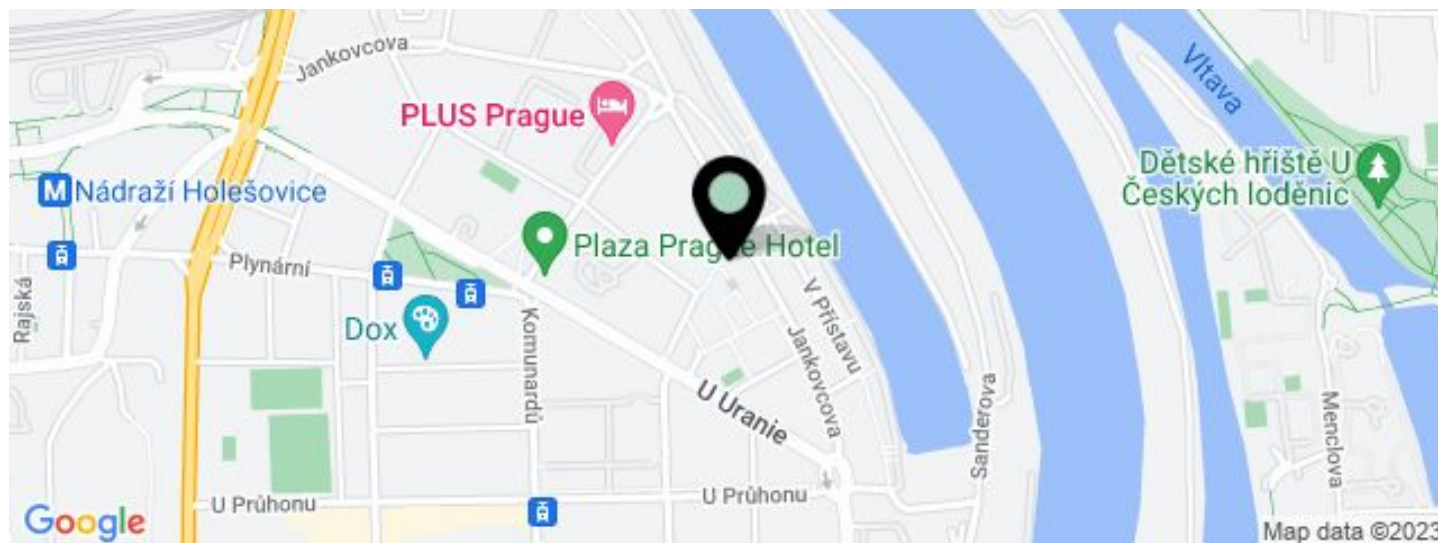 Jankovcova
PLUS Prague
Vltava
Dětské hřiště U
Českých loděnic
M
Nádraží Holešovice
Plynární
Plaza Prague Hotel
Rajská
Dox
Komunardů
V Přístavu
Jankovcova
U Uranie
Sanderova
Menclova
U Průhonu
U Průhonu
Google
Map data ©2023